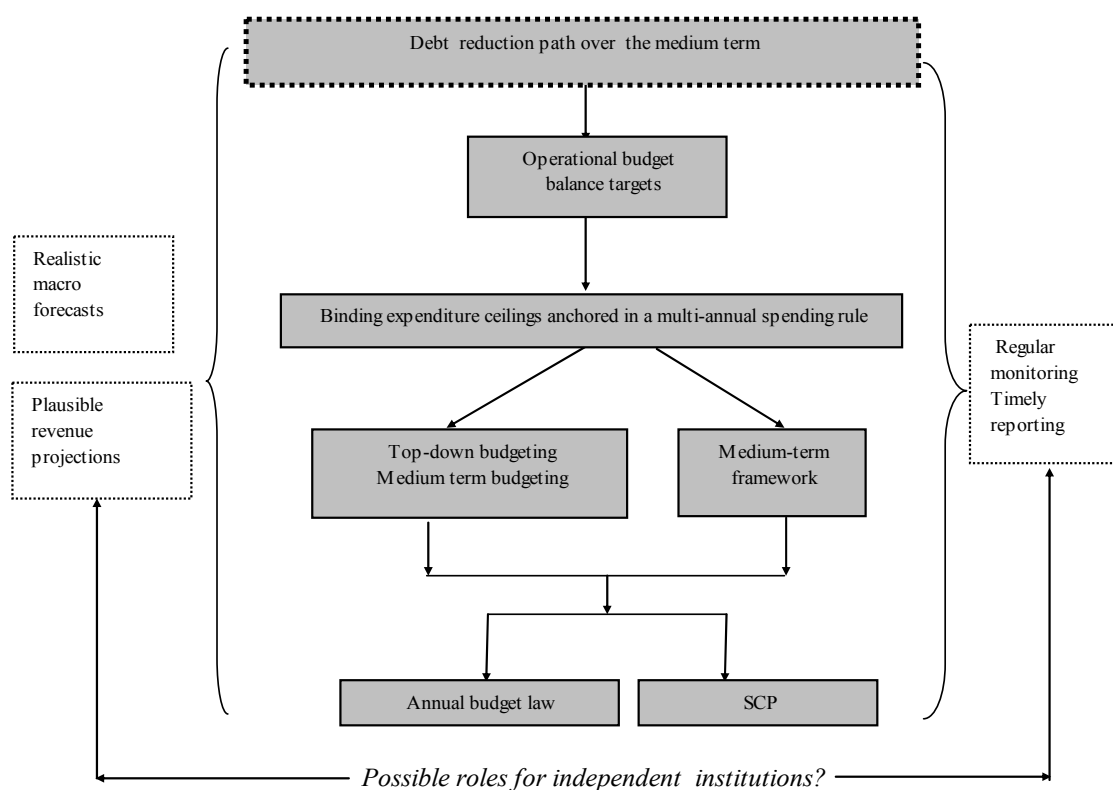 Debt reduction path over the medium term
Operational budget
balance targets
Realistic
macro
forecasts
Binding expenditure ceilings anchored in a multi-annual spending rule
Regular
monitoring
Timely
reporting
Plausible
revenue
projections
Top-down budgeting
Medium term budgeting
Medium-term
framework
Annual budget law
SCP
Possible roles for independent institutions?